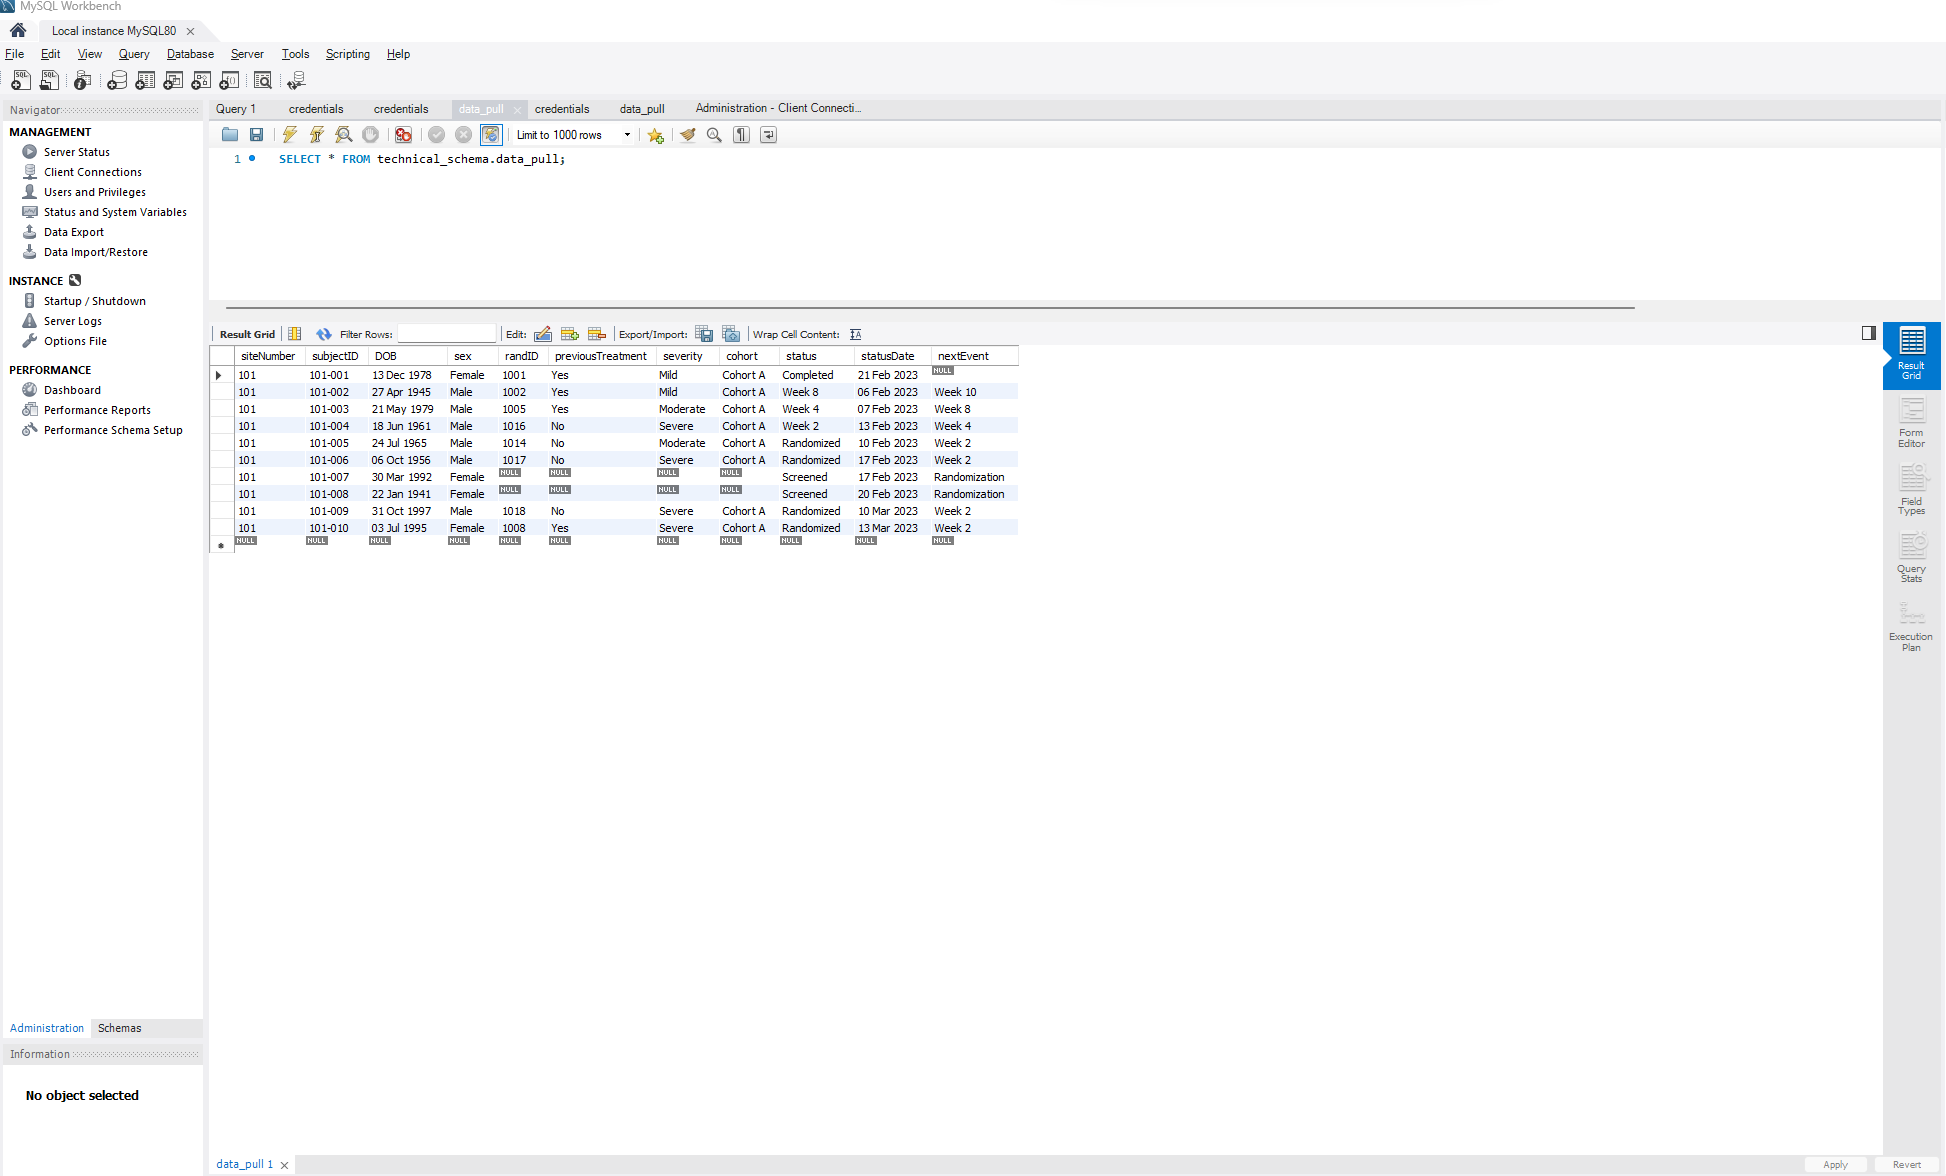 MySQL Workbench
Local instance MySQL80
File Edit View Query Database Server Tools Scripting Help
Navigator
MANAGEMENT
Server Status
Client Connections
Users and Privileges
Status and System Variables
Data Export
Data Import/Restore
INSTANCE
Startup / Shutdown
Server Logs
Options File
PERFORMANCE
Dashboard
Performance Reports
Performance Schema Setup
Administration Schemas
Information
No object selected
Query 1 credentials credentials data_pull credentials data_pull Administration - Client Connecti...
Limit to 1000 rows
1 SELECT * FROM technical_schema.data_pull;
Result Grid Filter Rows: Edit: Export/Import: Wrap Cell Content:
siteNumber subjectID DOB sex randID previousTreatment severity cohort status statusDate nextEvent
101 101-001 13 Dec 1978 Female 1001 Yes Mild Cohort A Completed 21 Feb 2023 NULL
101 101-002 27 Apr 1945 Male 1002 Yes Mild Cohort A Week 8 06 Feb 2023 Week 10
101 101-003 21 May 1979 Male 1005 Yes Moderate Cohort A Week 4 07 Feb 2023 Week 8
101 101-004 18 Jun 1961 Male 1016 No Severe Cohort A Week 2 13 Feb 2023 Week 4
101 101-005 24 Jul 1965 Male 1014 No Moderate Cohort A Randomized 10 Feb 2023 Week 2
101 101-006 06 Oct 1956 Male 1017 No Severe Cohort A Randomized 17 Feb 2023 Week 2
101 101-007 30 Mar 1992 Female NULL NULL NULL NULL Screened 17 Feb 2023 Randomization
101 101-008 22 Jan 1941 Female NULL NULL NULL NULL Screened 20 Feb 2023 Randomization
101 101-009 31 Oct 1997 Male 1018 No Severe Cohort A Randomized 10 Mar 2023 Week 2
101 101-010 03 Jul 1995 Female 1008 Yes Severe Cohort A Randomized 13 Mar 2023 Week 2
NULL NULL NULL NULL NULL NULL NULL NULL NULL NULL NULL
Result
Grid
Form
Editor
Field
Types
Query
Stats
Execution
Plan
data_pull 1
Apply Revert